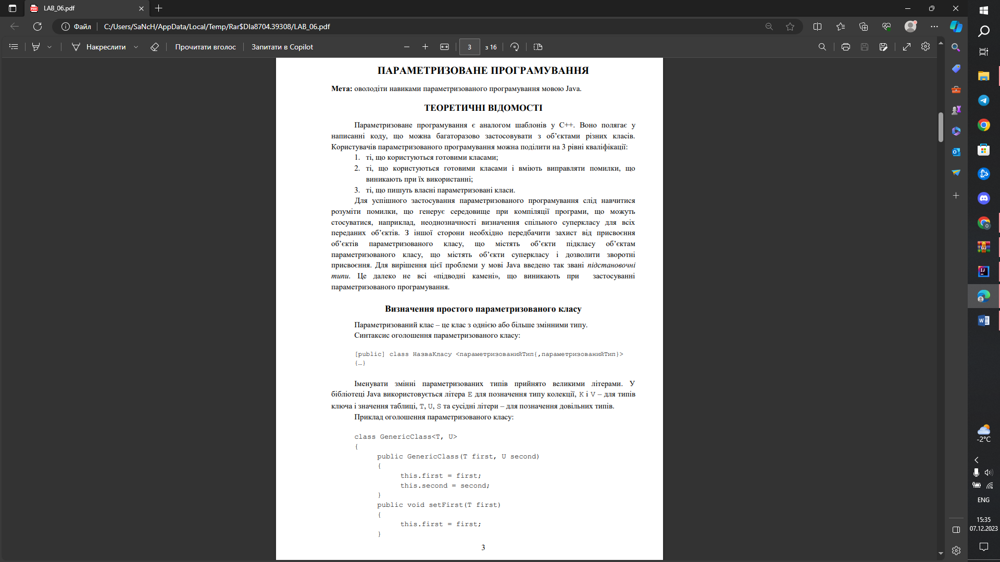 LAB_06.pdf
Файл
C:/Users/SaNcH/AppData/Local/Temp/Rar$DIa8704.39308/LAB_06.pdf
Накреслити
Прочитати вголос
Запитати в Copilot
3
з 16
ПАРАМЕТРИЗОВАНЕ ПРОГРАМУВАННЯ
Мета: оволодіти навиками параметризованого програмування мовою Java.
ТЕОРЕТИЧНІ ВІДОМОСТІ
Параметризоване програмування є аналогом шаблонів у С++. Воно полягає у
написанні коду, що можна багаторазово застосовувати з об’єктами різних класів.
Користувачів параметризованого програмування можна поділити на 3 рівні кваліфікації:
1. ті, що користуються готовими класами;
2. ті, що користуються готовими класами і вміють виправляти помилки, що
виникають при їх використанні;
3. ті, що пишуть власні параметризовані класи.
Для успішного застосування параметризованого програмування слід навчитися
розуміти помилки, що генерує середовище при компіляції програми, що можуть
стосуватися, наприклад, неоднозначності визначення спільного суперкласу для всіх
переданих об’єктів. З іншої сторони необхідно передбачити захист від присвоєння
об’єктів параметризованого класу, що містять об’єкти підкласу об’єктам
параметризованого класу, що містять об’єкти суперкласу і дозволити зворотні
присвоєння. Для вирішення цієї проблеми у мові Java введено так звані підстановочні
типи. Це далеко не всі «підводні камені», що виникають при застосуванні
параметризованого програмування.
Визначення простого параметризованого класу
Параметризований клас – це клас з однією або більше змінними типу.
Синтаксис оголошення параметризованого класу:
[public] class НазваКласу <параметризованийТип{,параметризованийТип}>
{…}
Іменувати змінні параметризованих типів прийнято великими літерами. У
бібліотеці Java використовується літера E для позначення типу колекції, K і V – для типів
ключа і значення таблиці, T, U, S та сусідні літери – для позначення довільних типів.
Приклад оголошення параметризованого класу:
class GenericClass<T, U>
{
public GenericClass(T first, U second)
{
this.first = first;
this.second = second;
}
public void setFirst(T first)
{
this.first = first;
}
3
-2°C
ENG
15:35
07.12.2023